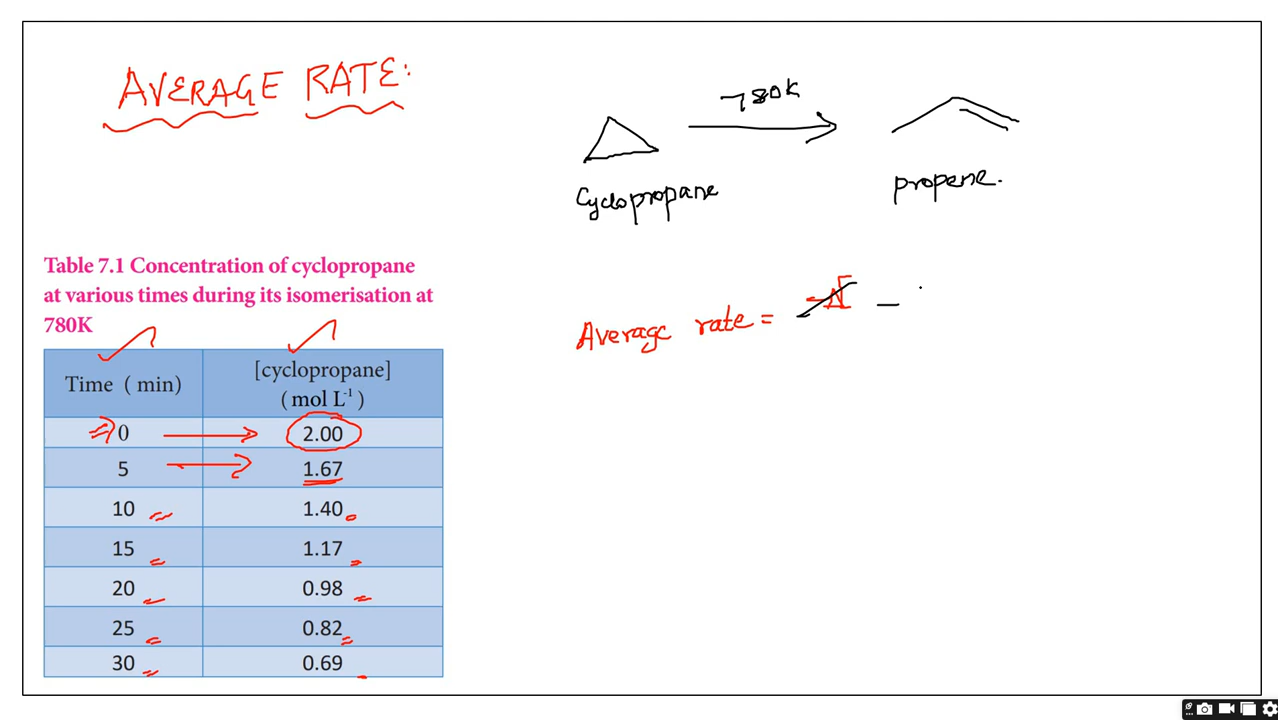 AVERAGE RATE:
780K
Cyclopropane
propene.
Table 7.1 Concentration of cyclopropane
at various times during its isomerisation at
780K
Time ( min) [cyclopropane]
( mol L⁻¹ )
0 2.00
5 1.67
10 1.40
15 1.17
20 0.98
25 0.82
30 0.69
Average rate = –